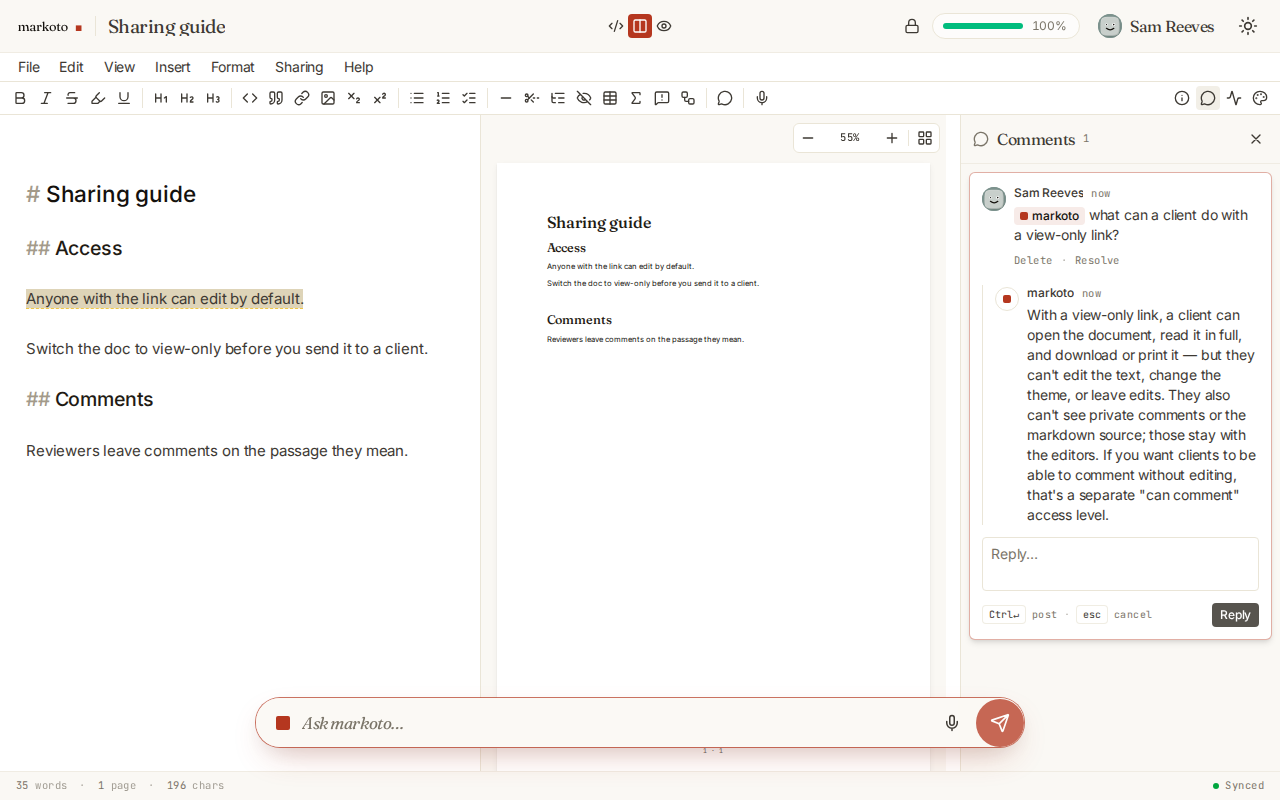 markoto
Sharing guide
100%
Sam Reeves
File Edit View Insert Format Sharing Help
H1 H2 H3
55%
# Sharing guide
## Access
Anyone with the link can edit by default.
Switch the doc to view-only before you send it to a client.
## Comments
Reviewers leave comments on the passage they mean.
Sharing guide
Access
Anyone with the link can edit by default.
Switch the doc to view-only before you send it to a client.
Comments
Reviewers leave comments on the passage they mean.
1 · 1
Comments 1
Sam Reeves now
markoto what can a client do with
a view-only link?
Delete · Resolve
markoto now
With a view-only link, a client can
open the document, read it in full,
and download or print it — but they
can't edit the text, change the
theme, or leave edits. They also
can't see private comments or the
markdown source; those stay with
the editors. If you want clients to be
able to comment without editing,
that's a separate "can comment"
access level.
Reply...
Ctrl↵ post · esc cancel
Reply
Ask markoto...
35 words · 1 page · 196 chars
Synced